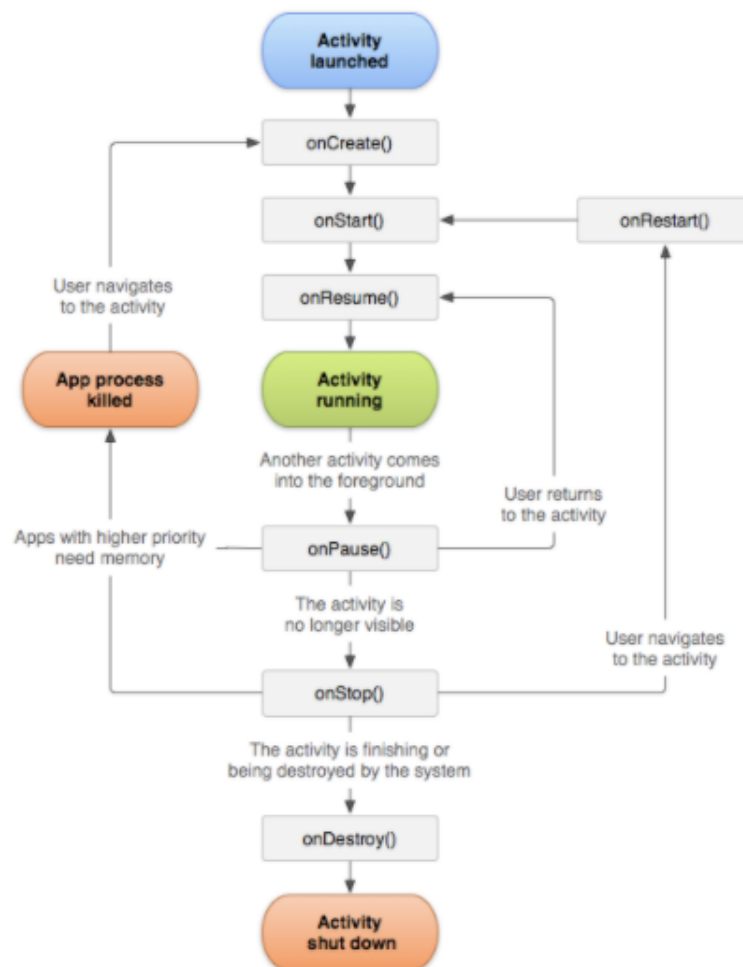 Activity
launched
onCreate()
onStart()
onRestart()
User navigates
to the activity
onResume()
App process
killed
Activity
running
Another activity comes
into the foreground
User returns
to the activity
Apps with higher priority
need memory
onPause()
The activity is
no longer visible
User navigates
to the activity
onStop()
The activity is finishing or
being destroyed by the system
onDestroy()
Activity
shut down